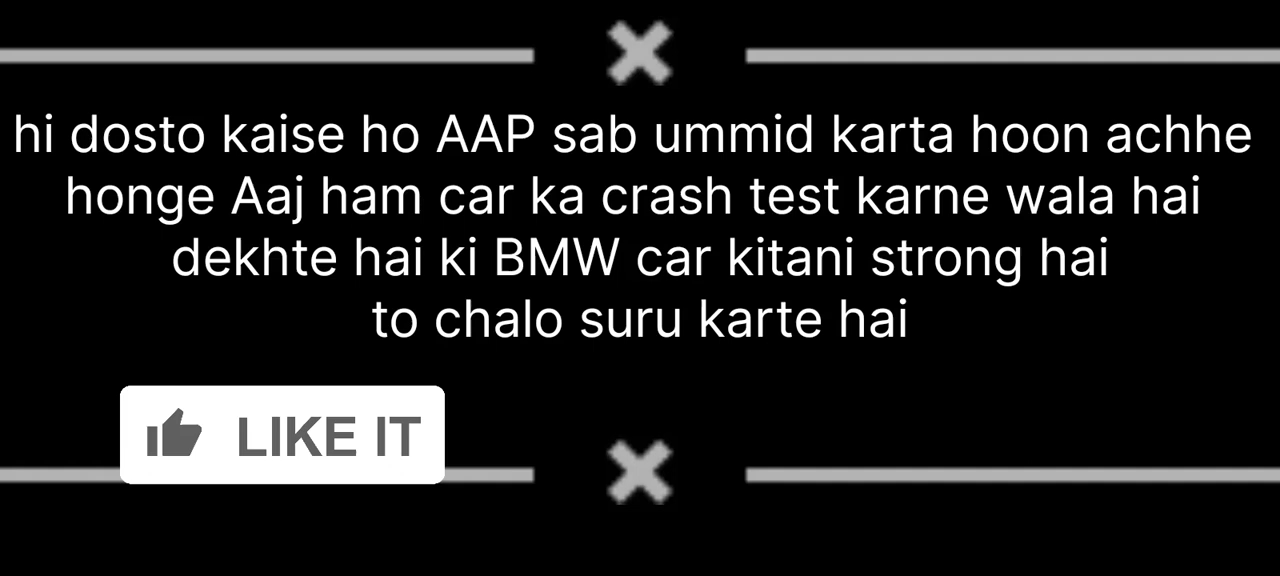 hi dosto kaise ho AAP sab ummid karta hoon achhe
honge Aaj ham car ka crash test karne wala hai
dekhte hai ki BMW car kitani strong hai
to chalo suru karte hai
LIKE IT